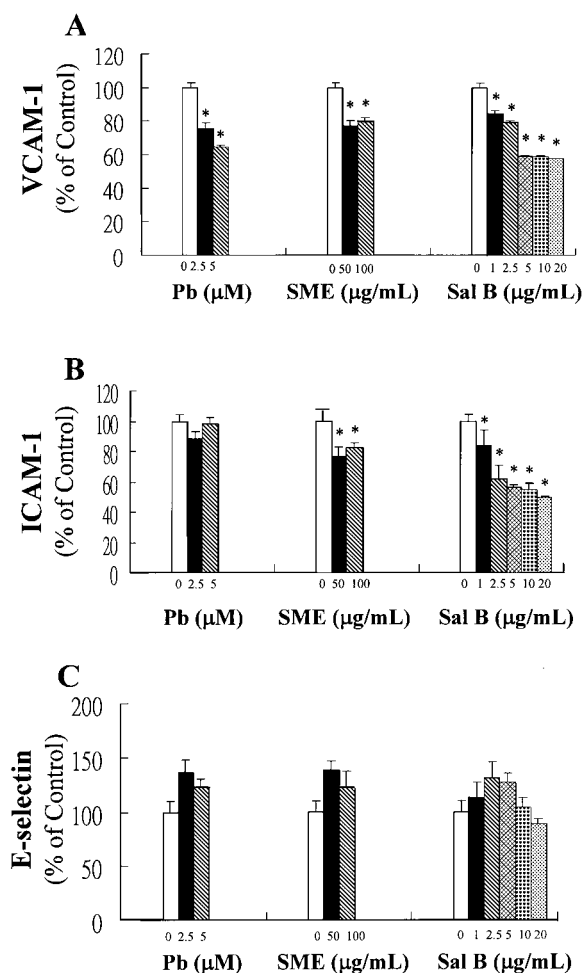 A
VCAM-1
(% of Control)
120
100
80
60
40
20
0
* * * * * * * * *
0 2.5 5 0 50 100 0 1 2.5 5 10 20
Pb (μM) SME (μg/mL) Sal B (μg/mL)
B
ICAM-1
(% of Control)
120
100
80
60
40
20
0
* * * * * * *
0 2.5 5 0 50 100 0 1 2.5 5 10 20
Pb (μM) SME (μg/mL) Sal B (μg/mL)
C
E-selectin
(% of Control)
200
150
100
50
0
0 2.5 5 0 50 100 0 1 2.5 5 10 20
Pb (μM) SME (μg/mL) Sal B (μg/mL)